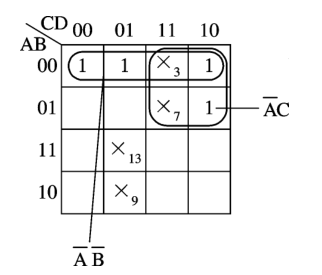 CD 00 01 11 10
AB
00 1 1 ×₃ 1
01 ×₇ 1 A̅C
11 ×₁₃
10 ×₉
A̅ B̅